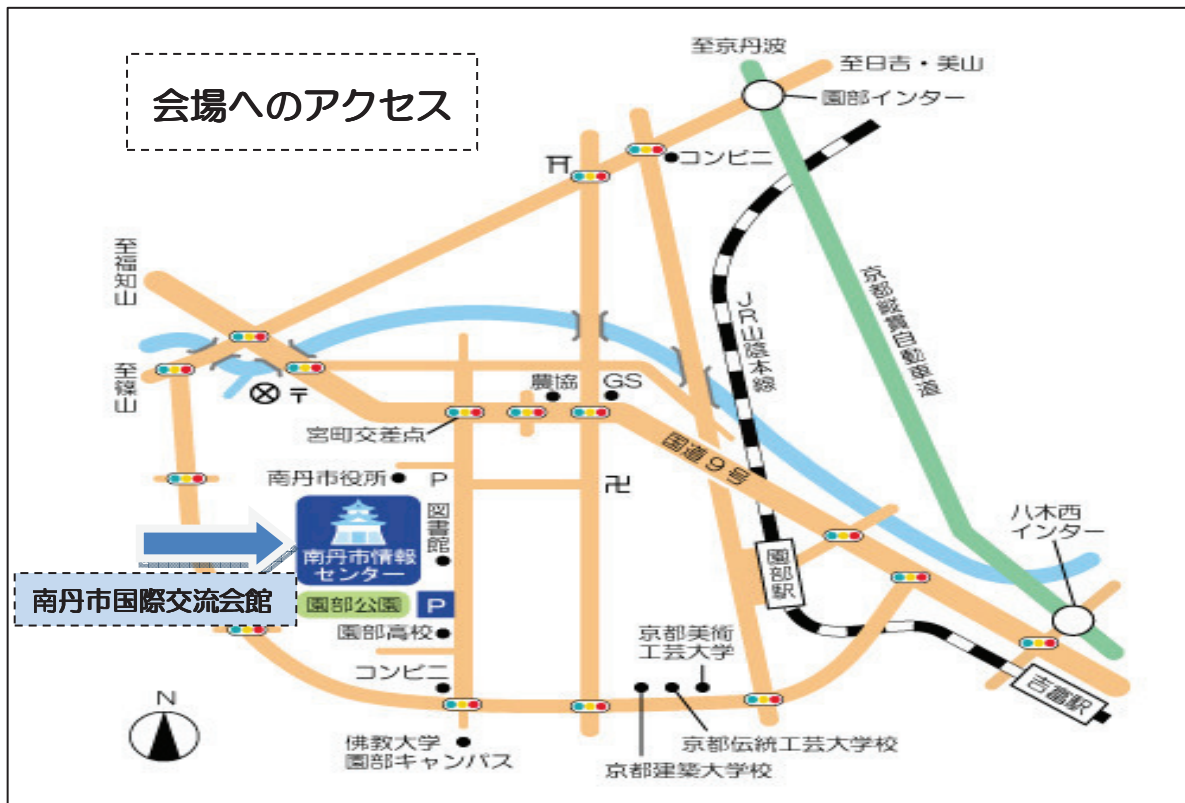 会場へのアクセス
至京丹波
至日吉・美山
園部インター
コンビニ
至福知山
JR山陰本線
京都縦貫自動車道
至篠山
農協
GS
〒
宮町交差点
国道9号
南丹市役所
P
卍
図書館
八木西
インター
南丹市情報
センター
園部駅
南丹市国際交流会館
園部公園
P
園部高校
京都美術
工芸大学
コンビニ
吉富駅
N
佛教大学
園部キャンパス
京都伝統工芸大学校
京都建築大学校